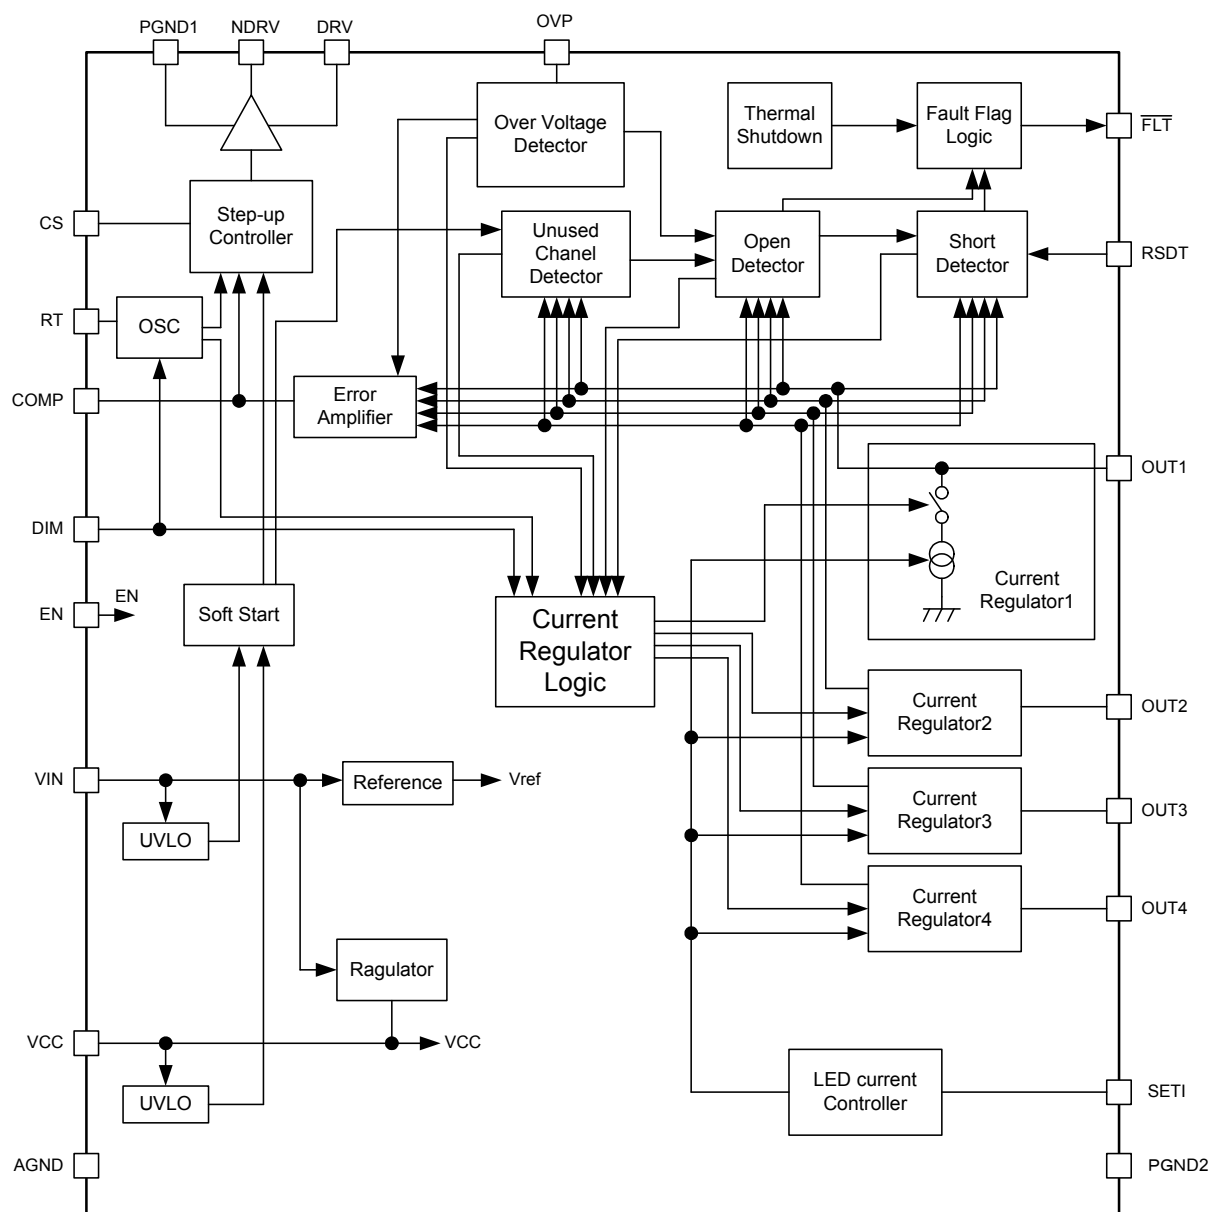 PGND1
NDRV
DRV
OVP
Over Voltage
Detector
Thermal
Shutdown
Fault Flag
Logic
FLT
CS
Step-up
Controller
Unused
Chanel
Detector
Open
Detector
Short
Detector
RSDT
RT
OSC
COMP
Error
Amplifier
OUT1
DIM
Current
Regulator1
EN
EN
Soft Start
Current
Regulator
Logic
Current
Regulator2
OUT2
VIN
Reference
Vref
UVLO
Current
Regulator3
OUT3
Current
Regulator4
OUT4
Ragulator
VCC
VCC
UVLO
LED current
Controller
SETI
AGND
PGND2